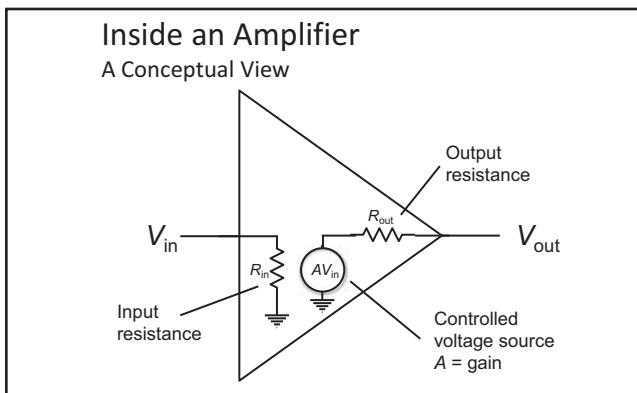 Inside an Amplifier
A Conceptual View
Output
resistance
R_out
V_in
V_out
R_in
AV_in
Input
resistance
Controlled
voltage source
A = gain